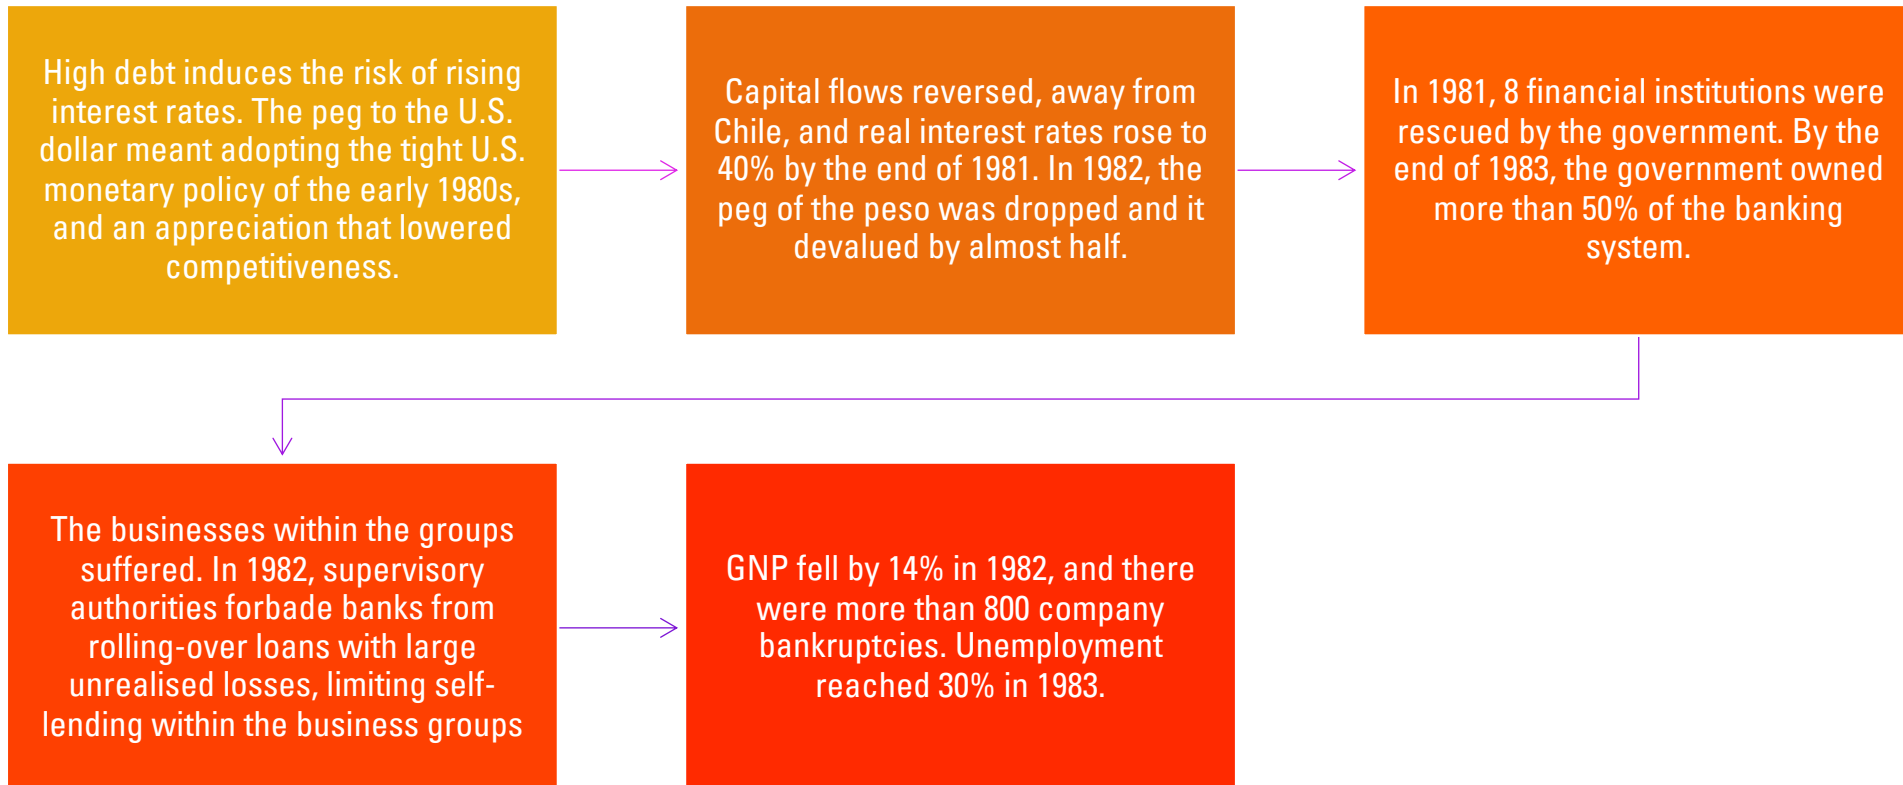 High debt induces the risk of rising
interest rates. The peg to the U.S.
dollar meant adopting the tight U.S.
monetary policy of the early 1980s,
and an appreciation that lowered
competitiveness.
Capital flows reversed, away from
Chile, and real interest rates rose to
40% by the end of 1981. In 1982, the
peg of the peso was dropped and it
devalued by almost half.
In 1981, 8 financial institutions were
rescued by the government. By the
end of 1983, the government owned
more than 50% of the banking
system.
The businesses within the groups
suffered. In 1982, supervisory
authorities forbade banks from
rolling-over loans with large
unrealised losses, limiting self-
lending within the business groups
GNP fell by 14% in 1982, and there
were more than 800 company
bankruptcies. Unemployment
reached 30% in 1983.